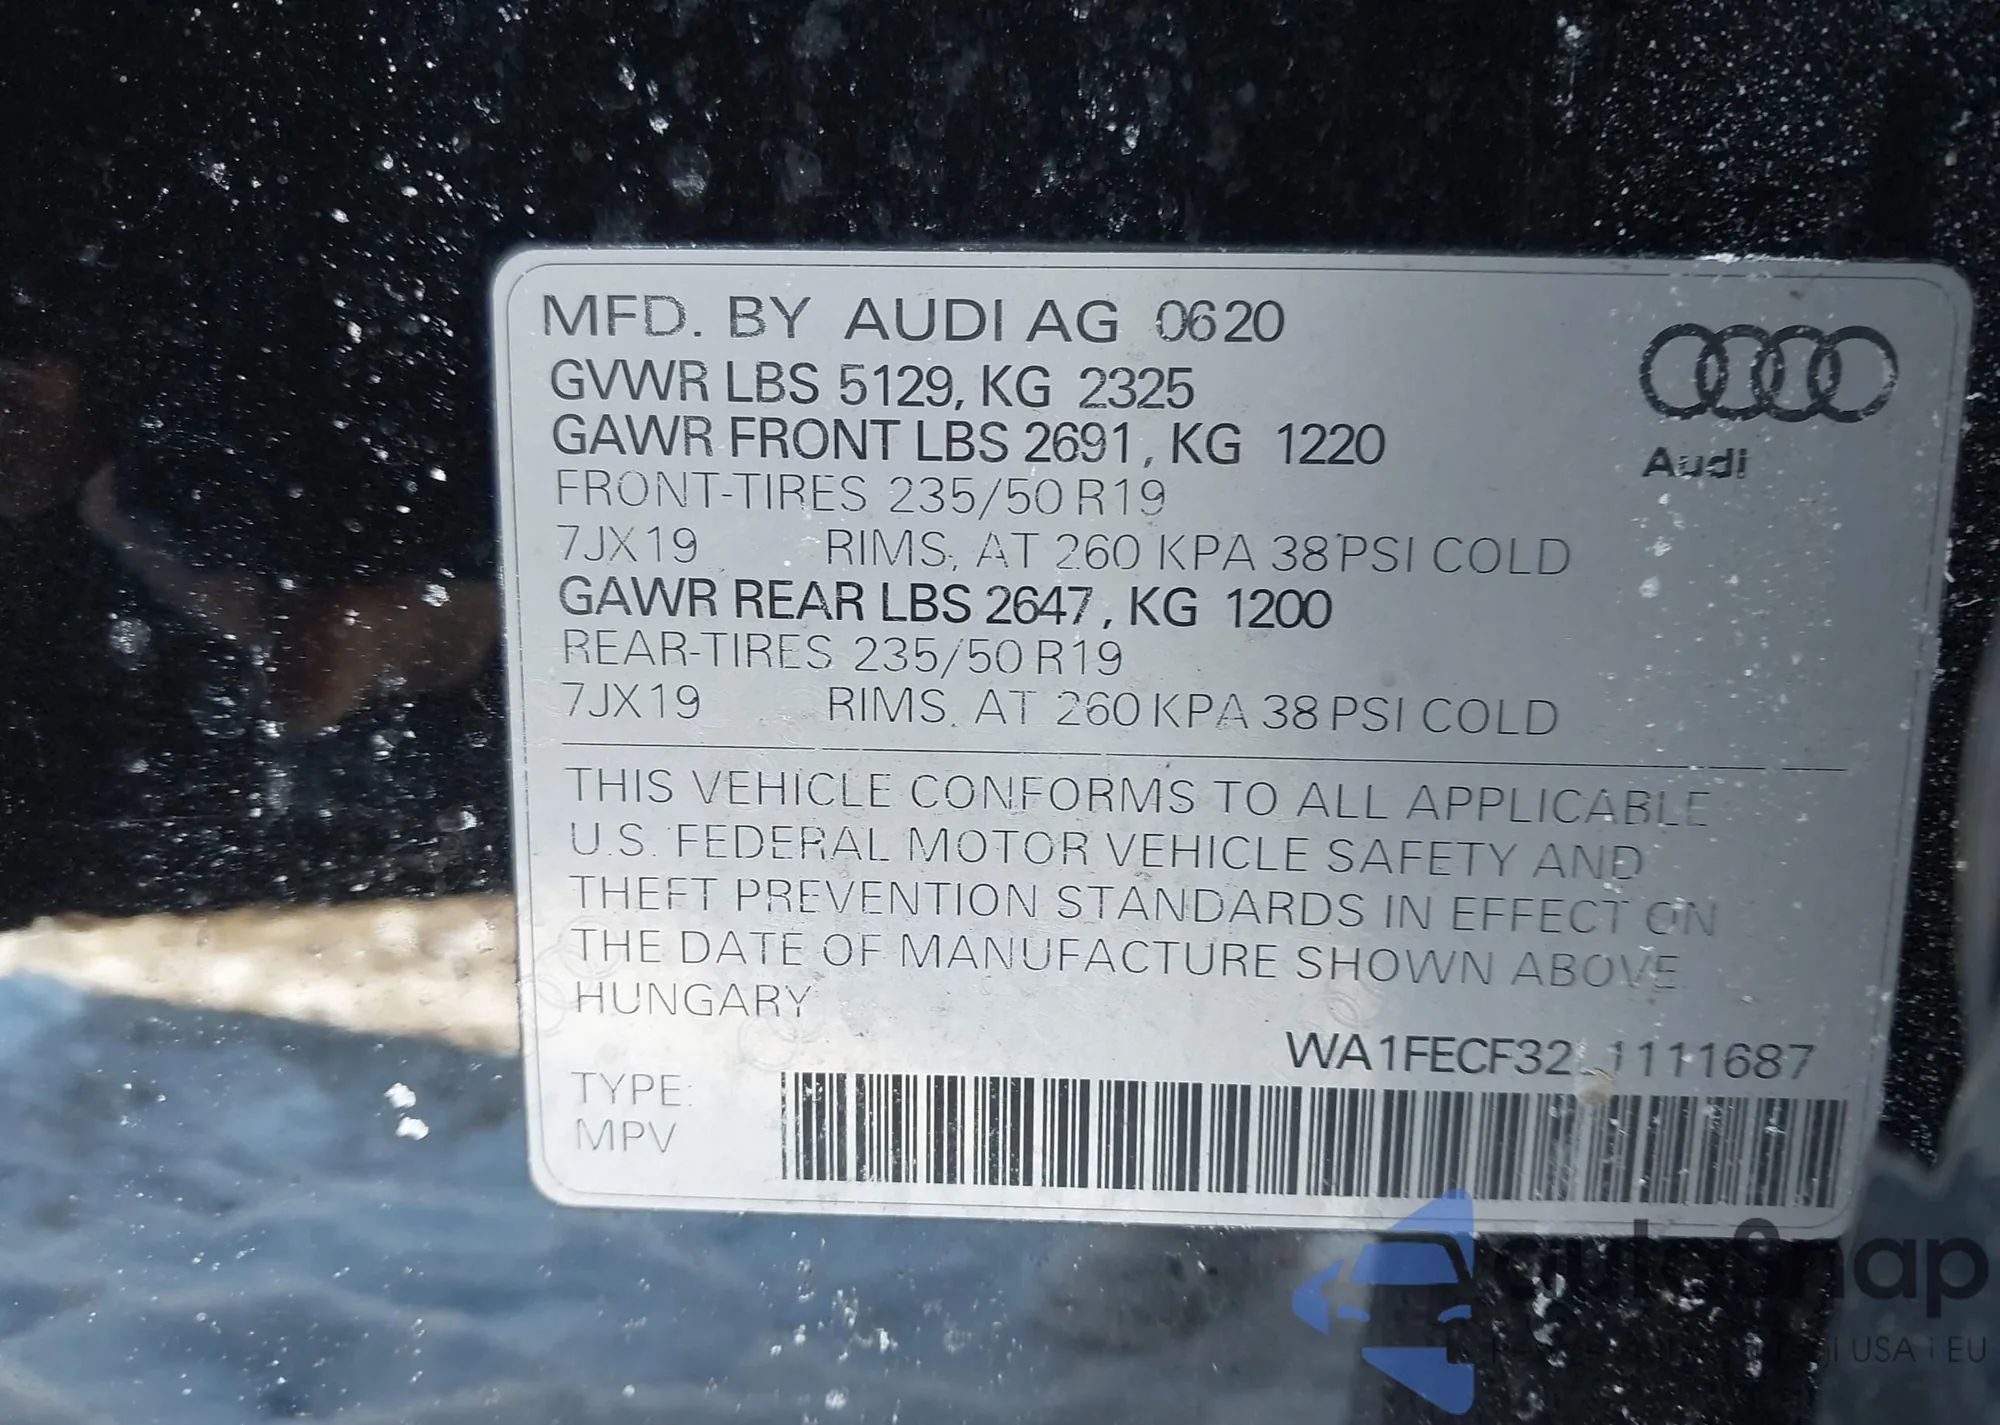 MFD. BY AUDI AG 0620
GVWR LBS 5129, KG 2325
GAWR FRONT LBS 2691, KG 1220
FRONT-TIRES 235/50 R19
7JX19 RIMS, AT 260 KPA 38 PSI COLD
GAWR REAR LBS 2647, KG 1200
REAR-TIRES 235/50 R19
7JX19 RIMS, AT 260 KPA 38 PSI COLD
Audi
THIS VEHICLE CONFORMS TO ALL APPLICABLE
U.S. FEDERAL MOTOR VEHICLE SAFETY AND
THEFT PREVENTION STANDARDS IN EFFECT ON
THE DATE OF MANUFACTURE SHOWN ABOVE.
HUNGARY
WA1FECF32L1111687
TYPE:
MPV
USA i EU